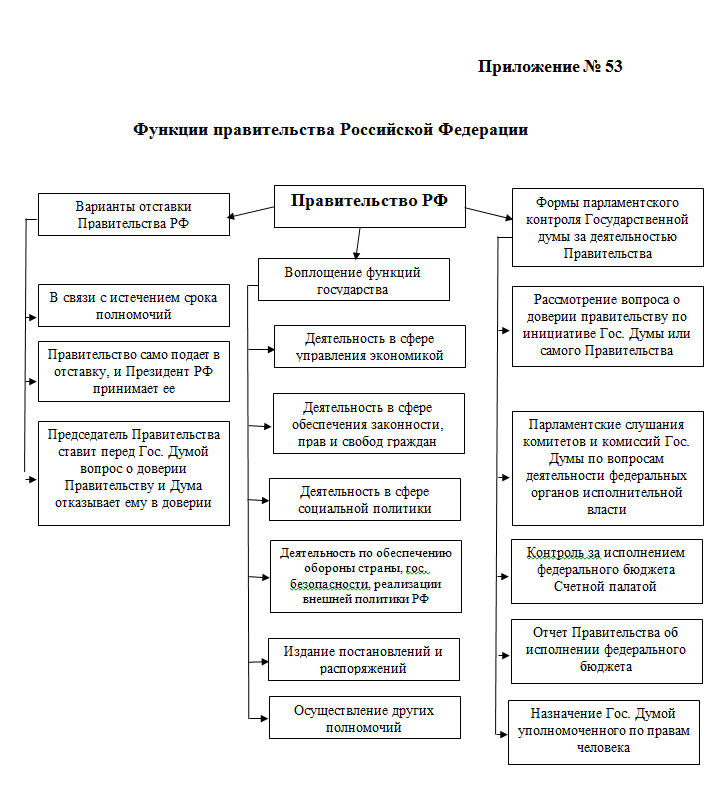 Приложение № 53
Функции правительства Российской Федерации
Правительство РФ
Варианты отставки
Правительства РФ
В связи с истечением срока
полномочий
Правительство само подает в
отставку, и Президент РФ
принимает ее
Председатель Правительства
ставит перед Гос. Думой
вопрос о доверии
Правительству и Дума
отказывает ему в доверии
Воплощение функций
государства
Деятельность в сфере
управления экономикой
Деятельность в сфере
обеспечения законности,
прав и свобод граждан
Деятельность в сфере
социальной политики
Деятельность по обеспечению
обороны страны, гос.
безопасности, реализации
внешней политики РФ
Издание постановлений и
распоряжений
Осуществление других
полномочий
Формы парламентского
контроля Государственной
думы за деятельностью
Правительства
Рассмотрение вопроса о
доверии правительству по
инициативе Гос. Думы или
самого Правительства
Парламентские слушания
комитетов и комиссий Гос.
Думы по вопросам
деятельности федеральных
органов исполнительной
власти
Контроль за исполнением
федерального бюджета
Счетной палатой
Отчет Правительства об
исполнении федерального
бюджета
Назначение Гос. Думой
уполномоченного по правам
человека